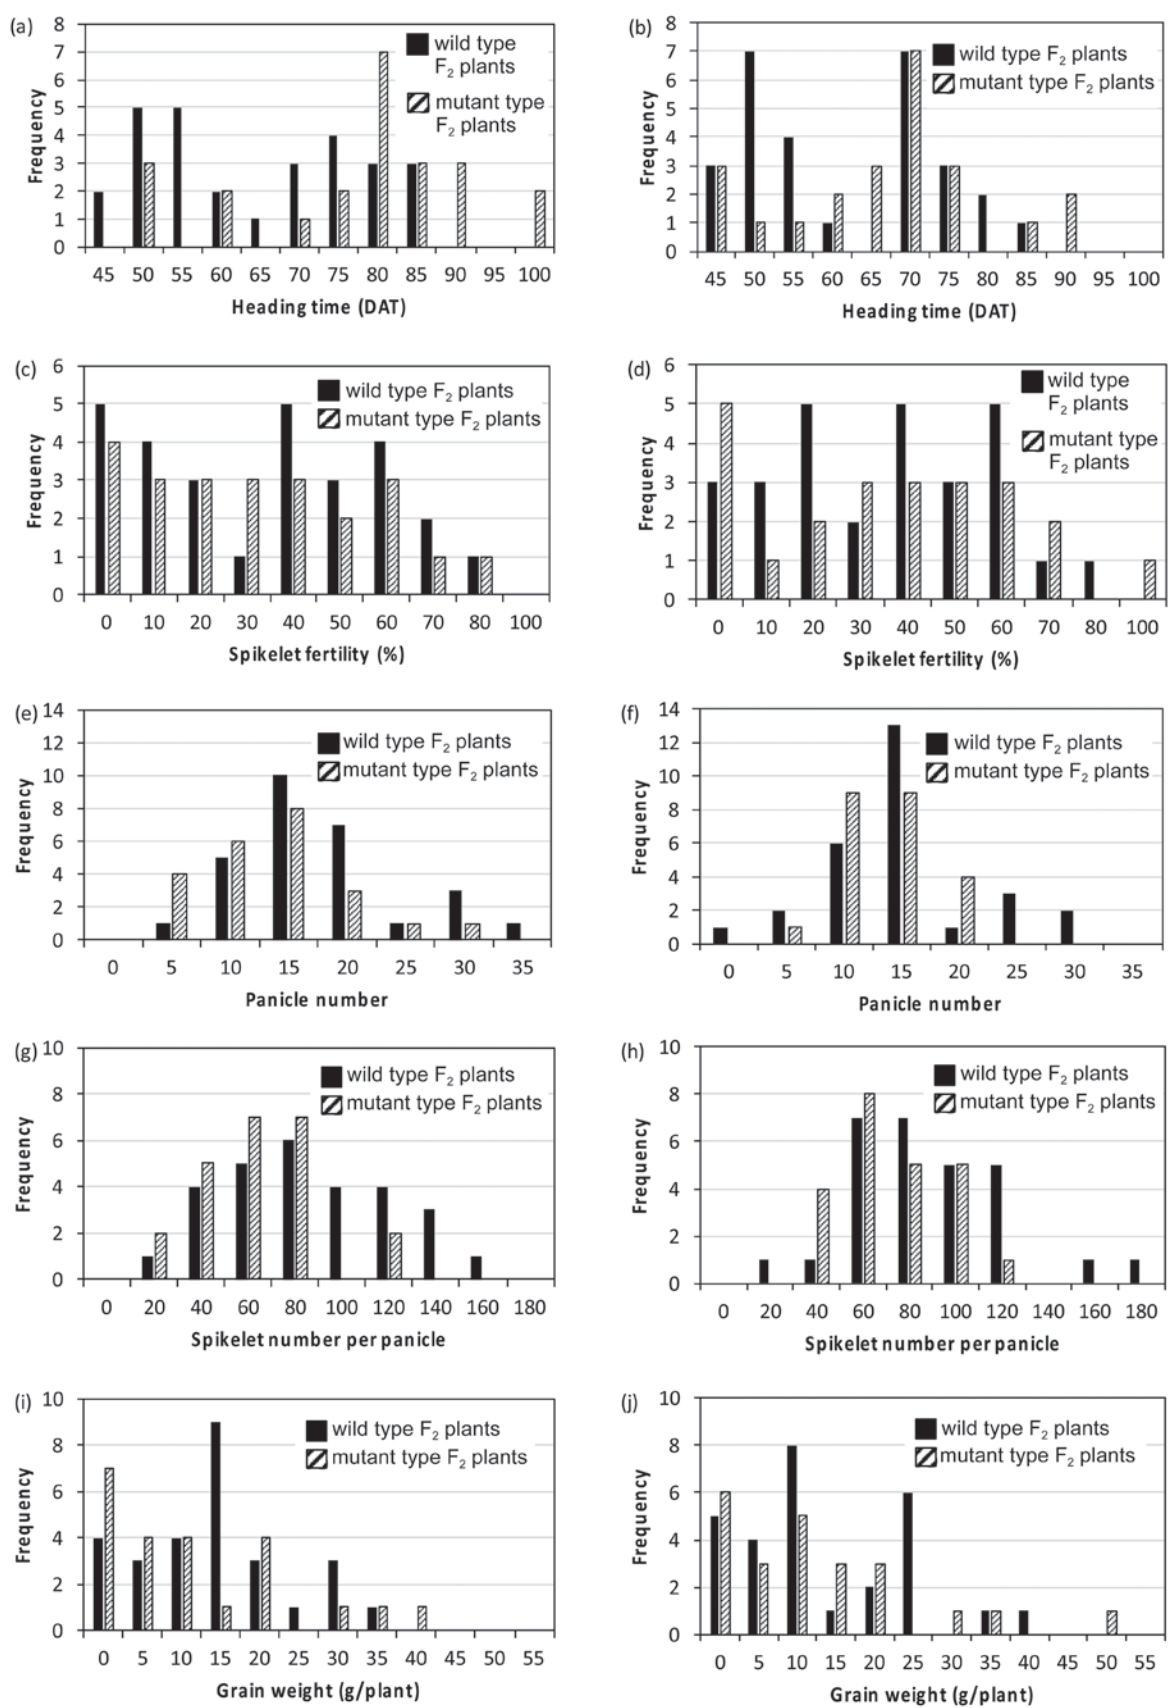 (a)
8
7
6
5
4
3
2
1
0
Frequency
wild type
F₂ plants
mutant type
F₂ plants
45 50 55 60 65 70 75 80 85 90 95 100
Heading time (DAT)
(b)
8
7
6
5
4
3
2
1
0
Frequency
wild type F₂ plants
mutant type F₂ plants
45 50 55 60 65 70 75 80 85 90 95 100
Heading time (DAT)
(c)
6
5
4
3
2
1
0
Frequency
wild type F₂ plants
mutant type F₂ plants
0 10 20 30 40 50 60 70 80 100
Spikelet fertility (%)
(d)
6
5
4
3
2
1
0
Frequency
wild type
F₂ plants
mutant type
F₂ plants
0 10 20 30 40 50 60 70 80 100
Spikelet fertility (%)
(e)
14
12
10
8
6
4
2
0
Frequency
wild type F₂ plants
mutant type F₂ plants
0 5 10 15 20 25 30 35
Panicle number
(f)
14
12
10
8
6
4
2
0
Frequency
wild type F₂ plants
mutant type F₂ plants
0 5 10 15 20 25 30 35
Panicle number
(g)
10
8
6
4
2
0
Frequency
wild type F₂ plants
mutant type F₂ plants
0 20 40 60 80 100 120 140 160 180
Spikelet number per panicle
(h)
10
8
6
4
2
0
Frequency
wild type F₂ plants
mutant type F₂ plants
0 20 40 60 80 100 120 140 160 180
Spikelet number per panicle
(i)
10
8
6
4
2
0
Frequency
wild type F₂ plants
mutant type F₂ plants
0 5 10 15 20 25 30 35 40 45 50 55
Grain weight (g/plant)
(j)
10
8
6
4
2
0
Frequency
wild type F₂ plants
mutant type F₂ plants
0 5 10 15 20 25 30 35 40 45 50 55
Grain weight (g/plant)